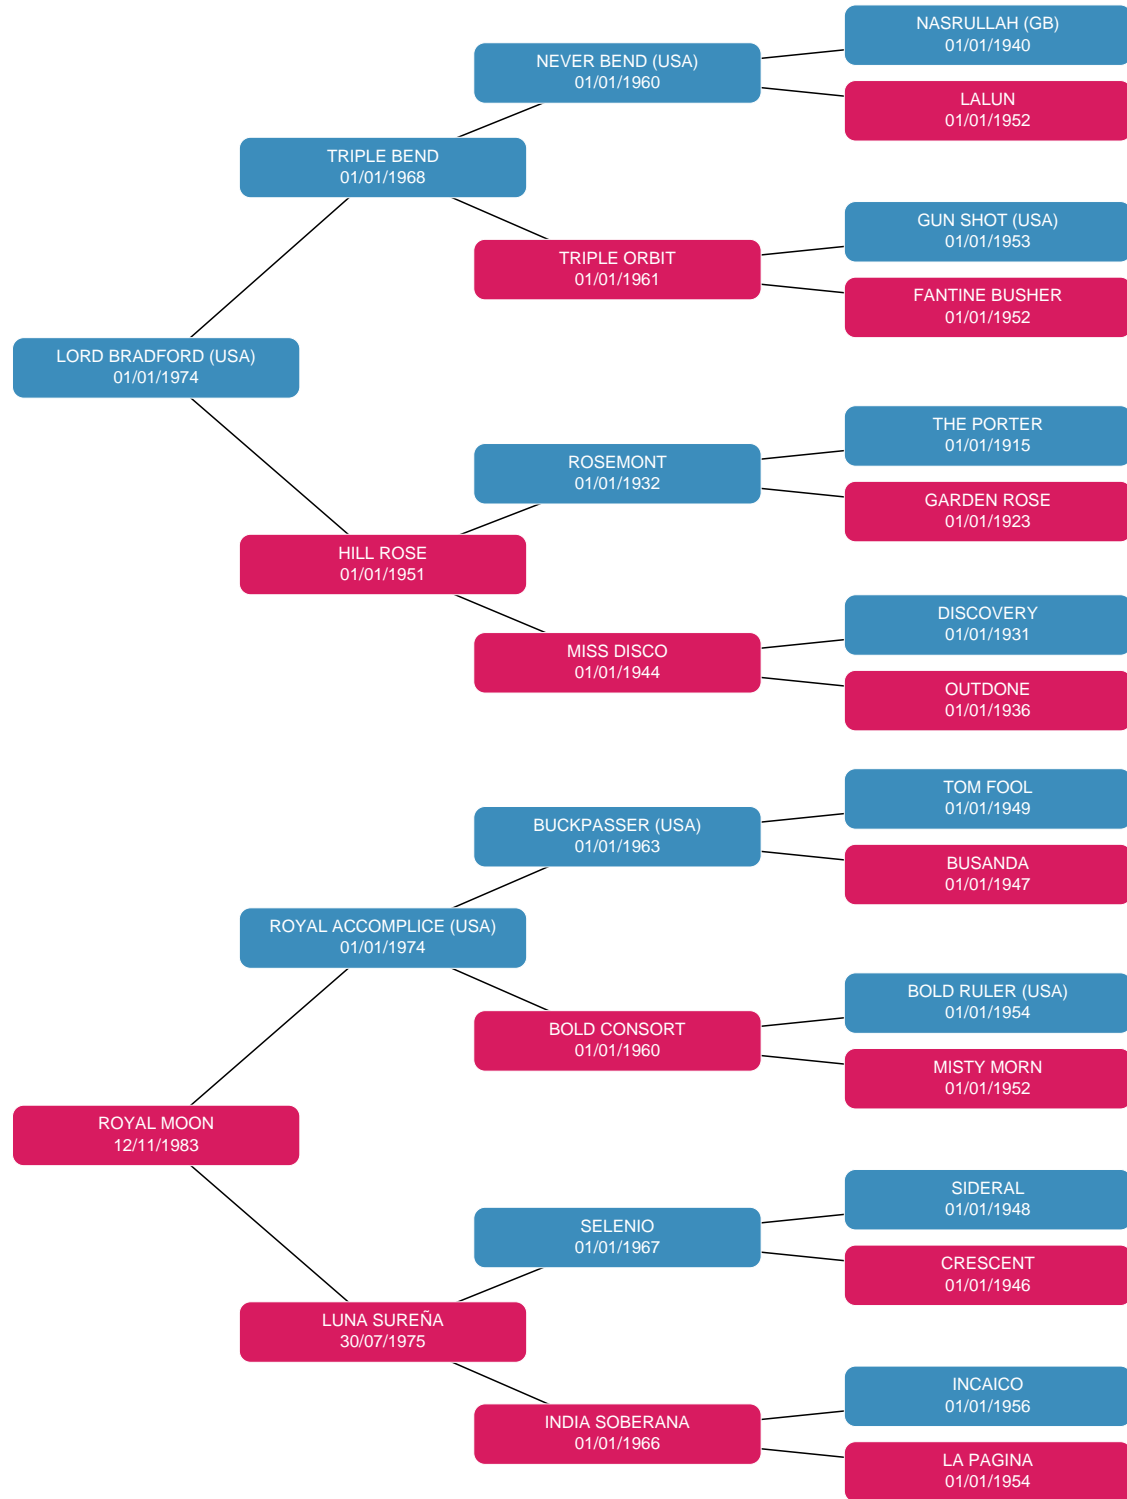 NASRULLAH (GB)
01/01/1940
NEVER BEND (USA)
01/01/1960
LALUN
01/01/1952
TRIPLE BEND
01/01/1968
GUN SHOT (USA)
01/01/1953
TRIPLE ORBIT
01/01/1961
FANTINE BUSHER
01/01/1952
LORD BRADFORD (USA)
01/01/1974
THE PORTER
01/01/1915
ROSEMONT
01/01/1932
GARDEN ROSE
01/01/1923
HILL ROSE
01/01/1951
DISCOVERY
01/01/1931
MISS DISCO
01/01/1944
OUTDONE
01/01/1936
TOM FOOL
01/01/1949
BUCKPASSER (USA)
01/01/1963
BUSANDA
01/01/1947
ROYAL ACCOMPLICE (USA)
01/01/1974
BOLD RULER (USA)
01/01/1954
BOLD CONSORT
01/01/1960
MISTY MORN
01/01/1952
ROYAL MOON
12/11/1983
SIDERAL
01/01/1948
SELENIO
01/01/1967
CRESCENT
01/01/1946
LUNA SUREÑA
30/07/1975
INCAICO
01/01/1956
INDIA SOBERANA
01/01/1966
LA PAGINA
01/01/1954